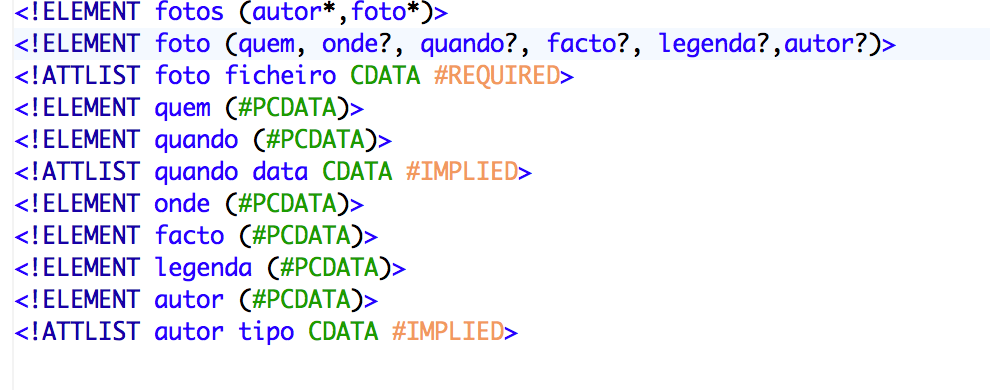 <!ELEMENT fotos (autor*,foto*)>
<!ELEMENT foto (quem, onde?, quando?, facto?, legenda?,autor?)>
<!ATTLIST foto ficheiro CDATA #REQUIRED>
<!ELEMENT quem (#PCDATA)>
<!ELEMENT quando (#PCDATA)>
<!ATTLIST quando data CDATA #IMPLIED>
<!ELEMENT onde (#PCDATA)>
<!ELEMENT facto (#PCDATA)>
<!ELEMENT legenda (#PCDATA)>
<!ELEMENT autor (#PCDATA)>
<!ATTLIST autor tipo CDATA #IMPLIED>